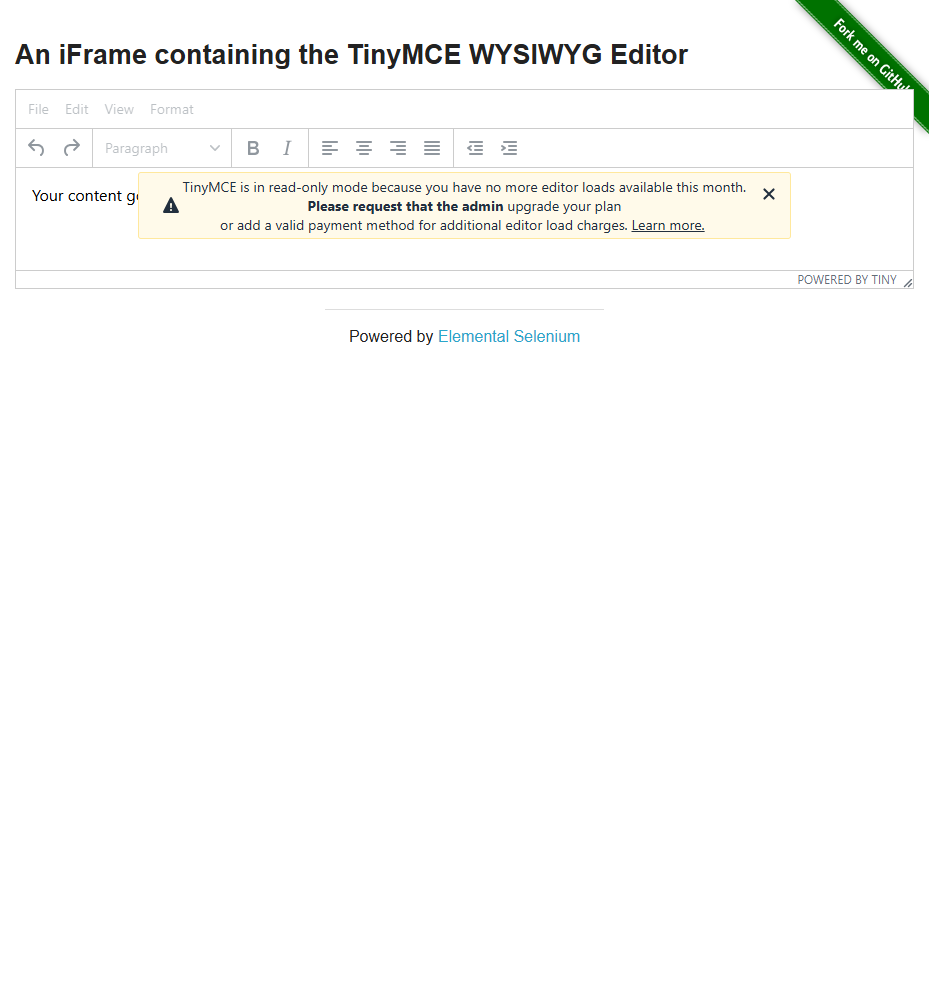 Fork me on GitHub
An iFrame containing the TinyMCE WYSIWYG Editor
File Edit View Format
Paragraph B I
Your content
TinyMCE is in read-only mode because you have no more editor loads available this month.
Please request that the admin upgrade your plan
or add a valid payment method for additional editor load charges. Learn more.
POWERED BY TINY
Powered by Elemental Selenium